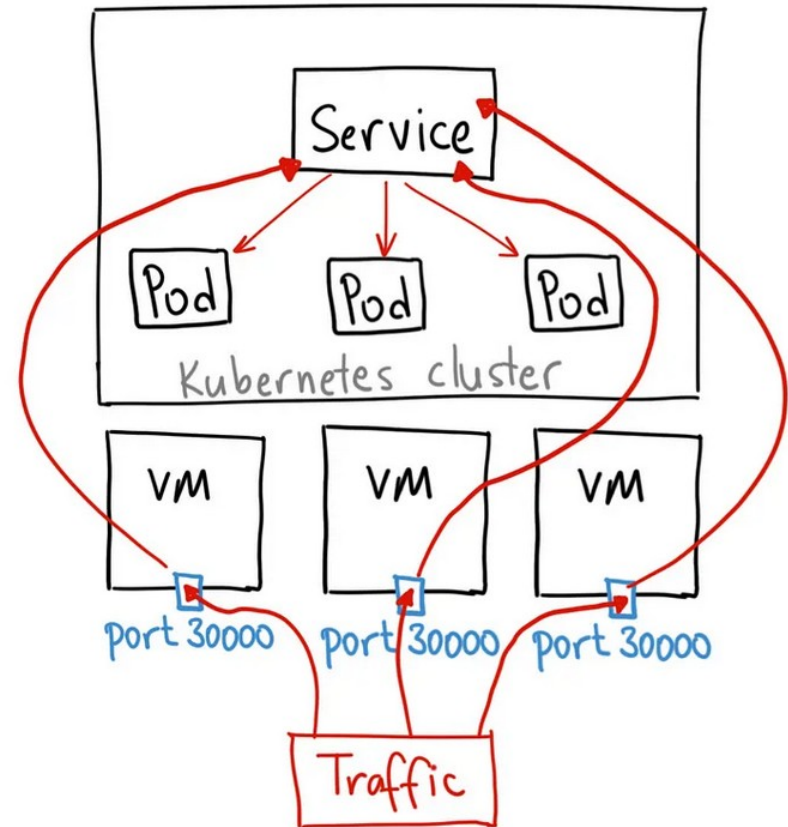 Service
Pod
Pod
Pod
Kubernetes cluster
VM
VM
VM
port 30000
port 30000
port 30000
Traffic